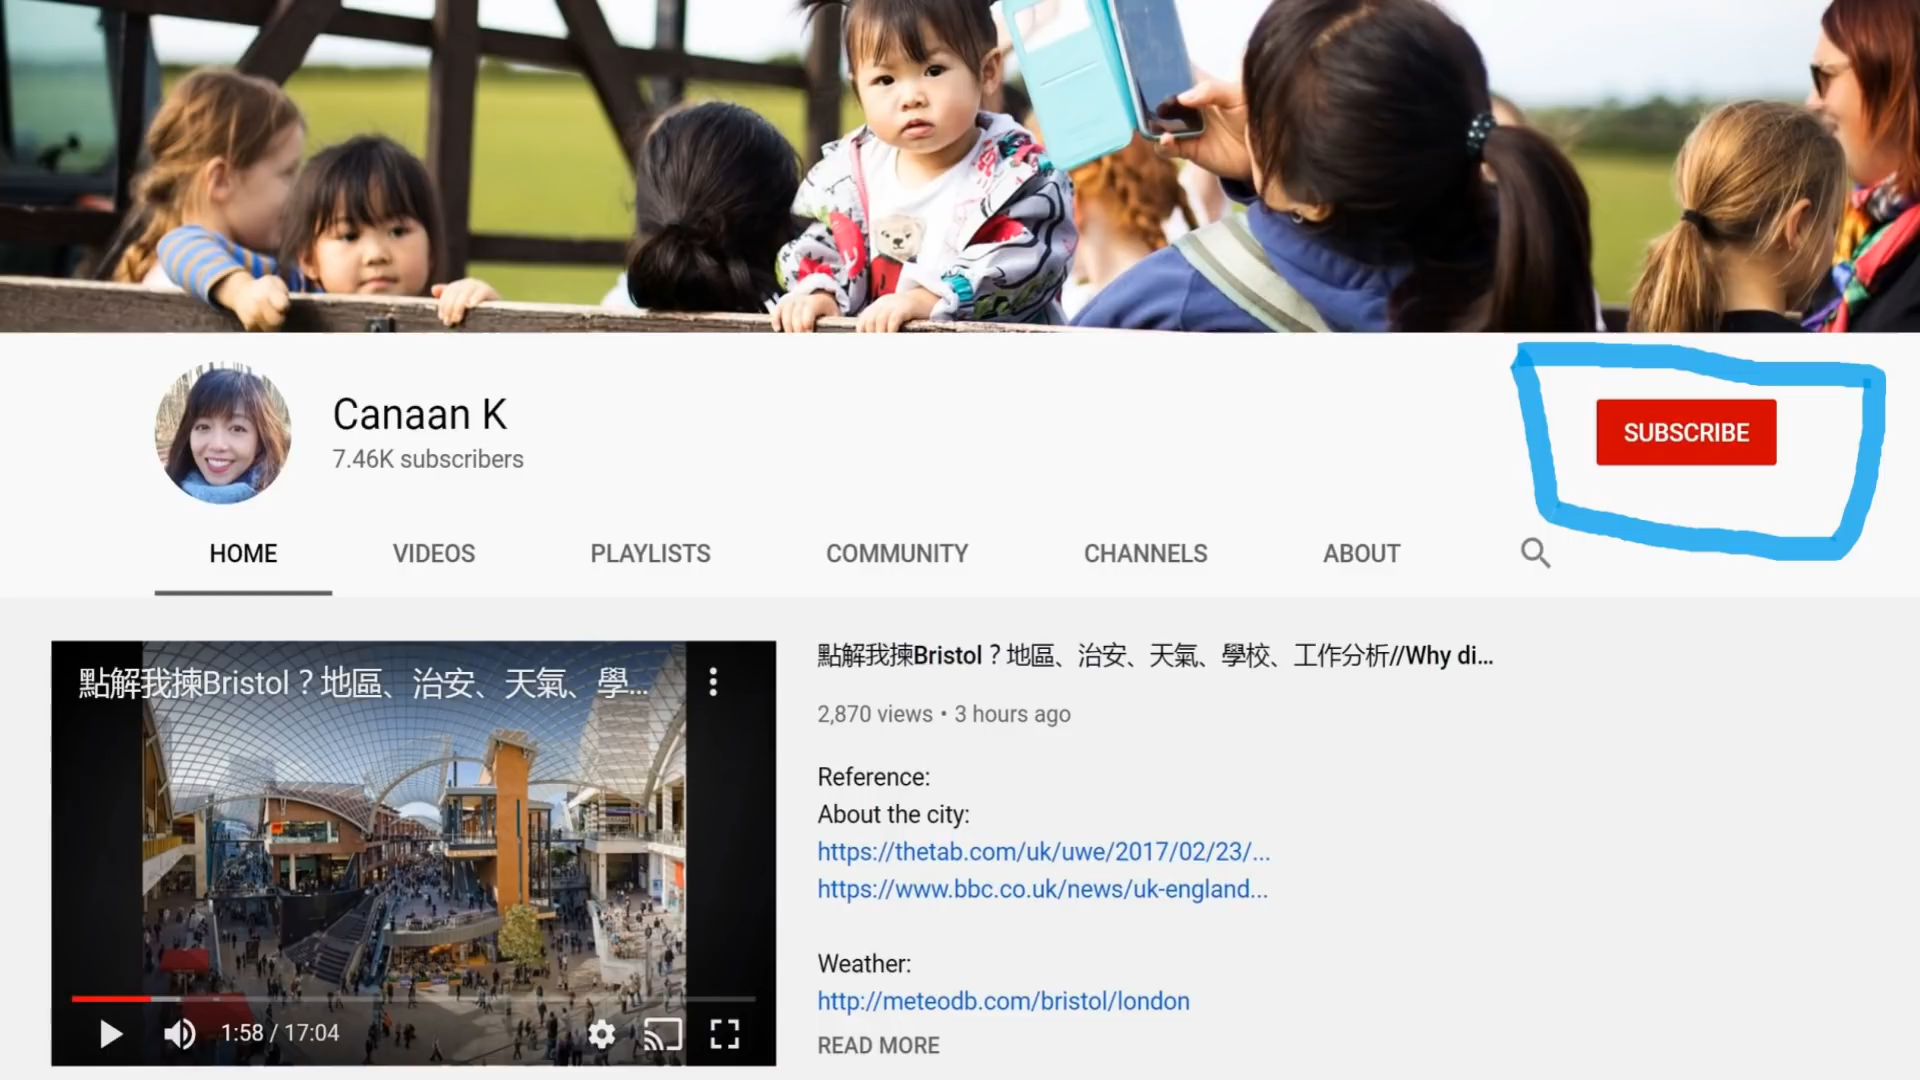 Canaan K
7.46K subscribers
SUBSCRIBE
HOME
VIDEOS
PLAYLISTS
COMMUNITY
CHANNELS
ABOUT
點解我揀Bristol？地區、治安、天氣、學...
1:58 / 17:04
點解我揀Bristol？地區、治安、天氣、學校、工作分析//Why di...
2,870 views • 3 hours ago
Reference:
About the city:
https://thetab.com/uk/uwe/2017/02/23/...
https://www.bbc.co.uk/news/uk-england...
Weather:
http://meteodb.com/bristol/london
READ MORE